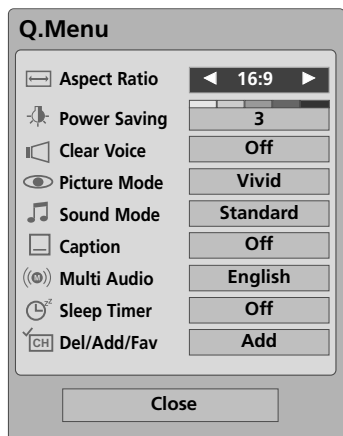 Q.Menu
Aspect Ratio ◀ 16:9 ▶
Power Saving 3
Clear Voice Off
Picture Mode Vivid
Sound Mode Standard
Caption Off
Multi Audio English
zz Sleep Timer Off
CH Del/Add/Fav Add
Close